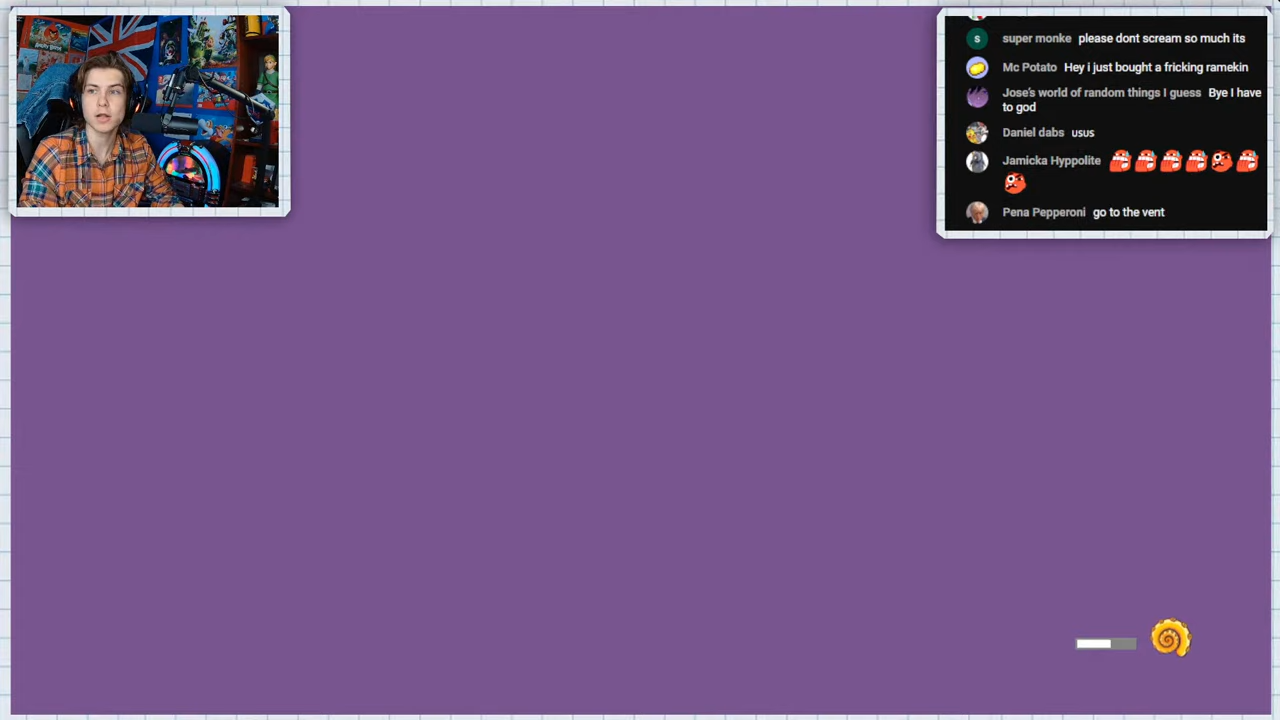 super monke please dont scream so much its
Mc Potato Hey i just bought a fricking ramekin
Jose's world of random things I guess Bye I have
to god
Daniel dabs usus
Jamicka Hyppolite
Pena Pepperoni go to the vent